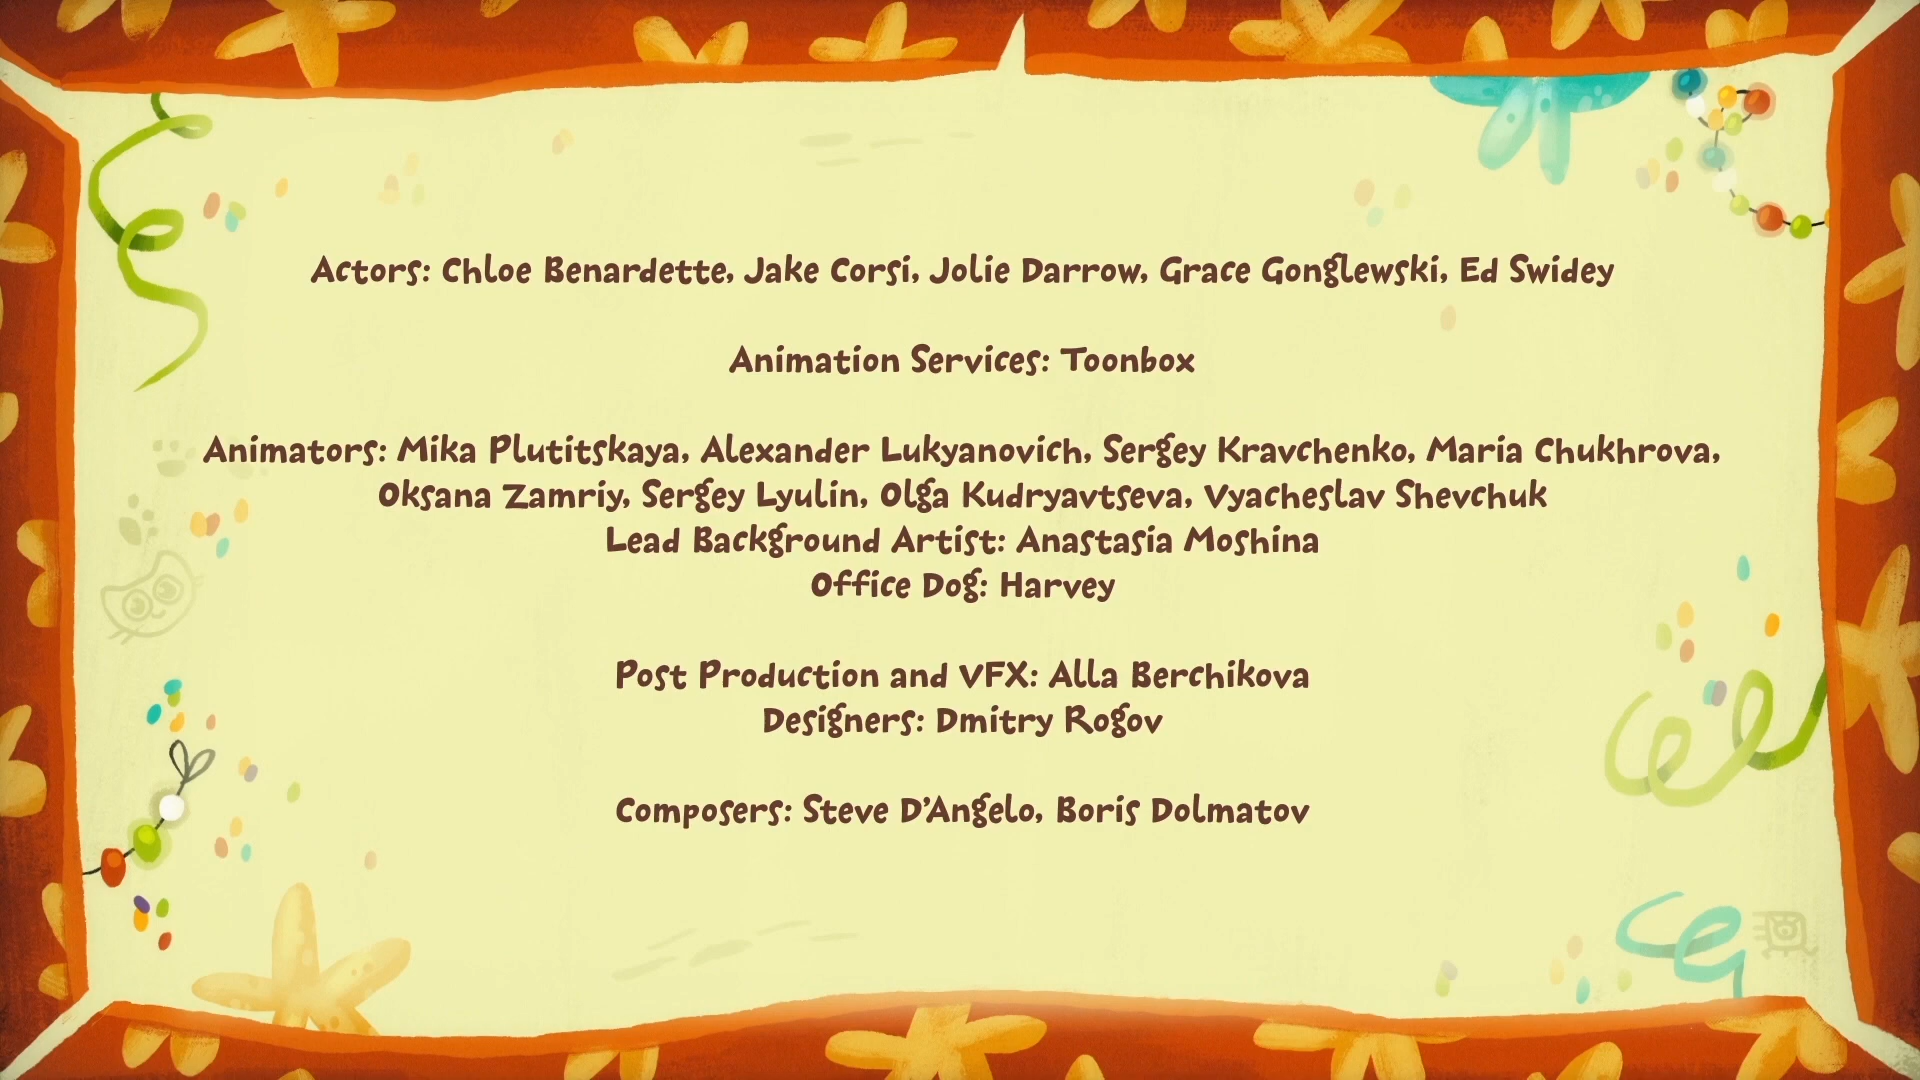 Actors: Chloe Benardette, Jake Corsi, Jolie Darrow, Grace Gonglewski, Ed Swidey
Animation Services: Toonbox
Animators: Mika Plutitskaya, Alexander Lukyanovich, Sergey Kravchenko, Maria Chukhrova,
Oksana Zamriy, Sergey Lyulin, Olga Kudryavtseva, Vyacheslav Shevchuk
Lead Background Artist: Anastasia Moshina
Office Dog: Harvey
Post Production and VFX: Alla Berchikova
Designers: Dmitry Rogov
Composers: Steve D’Angelo, Boris Dolmatov